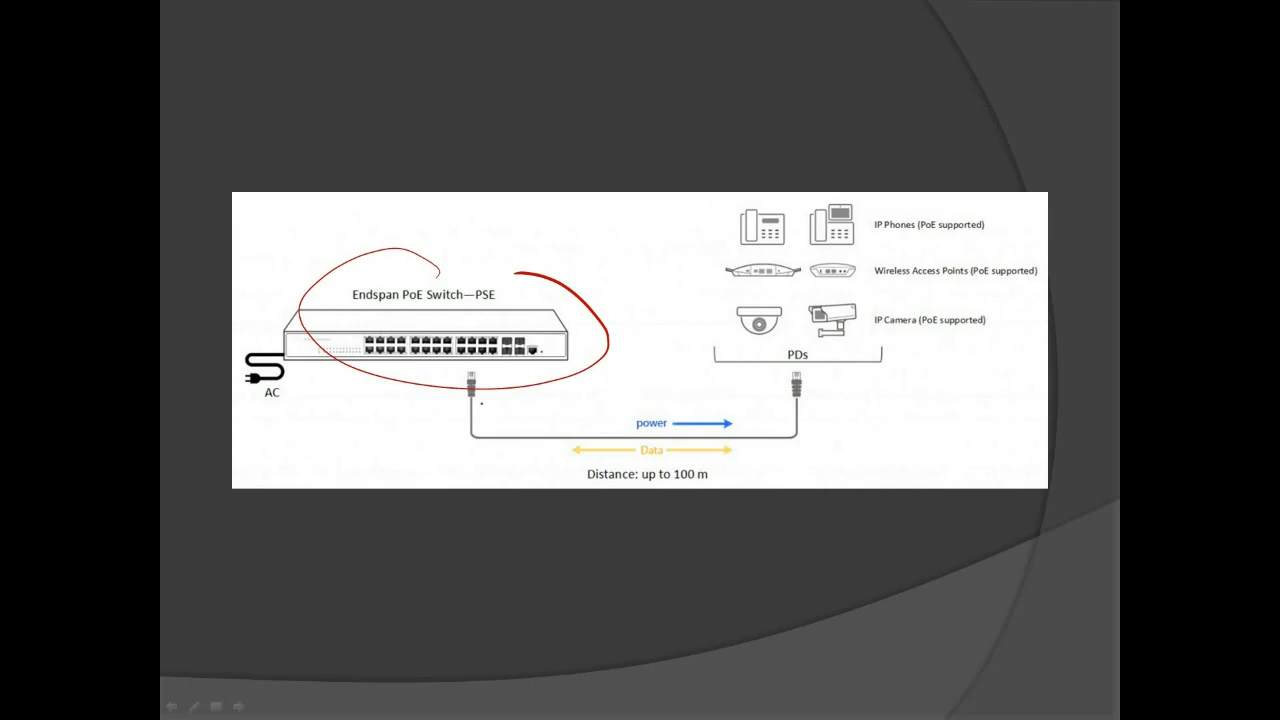 IP Phones (PoE supported)
Wireless Access Points (PoE supported)
Endspan PoE Switch—PSE
IP Camera (PoE supported)
PDs
AC
power
Data
Distance: up to 100 m